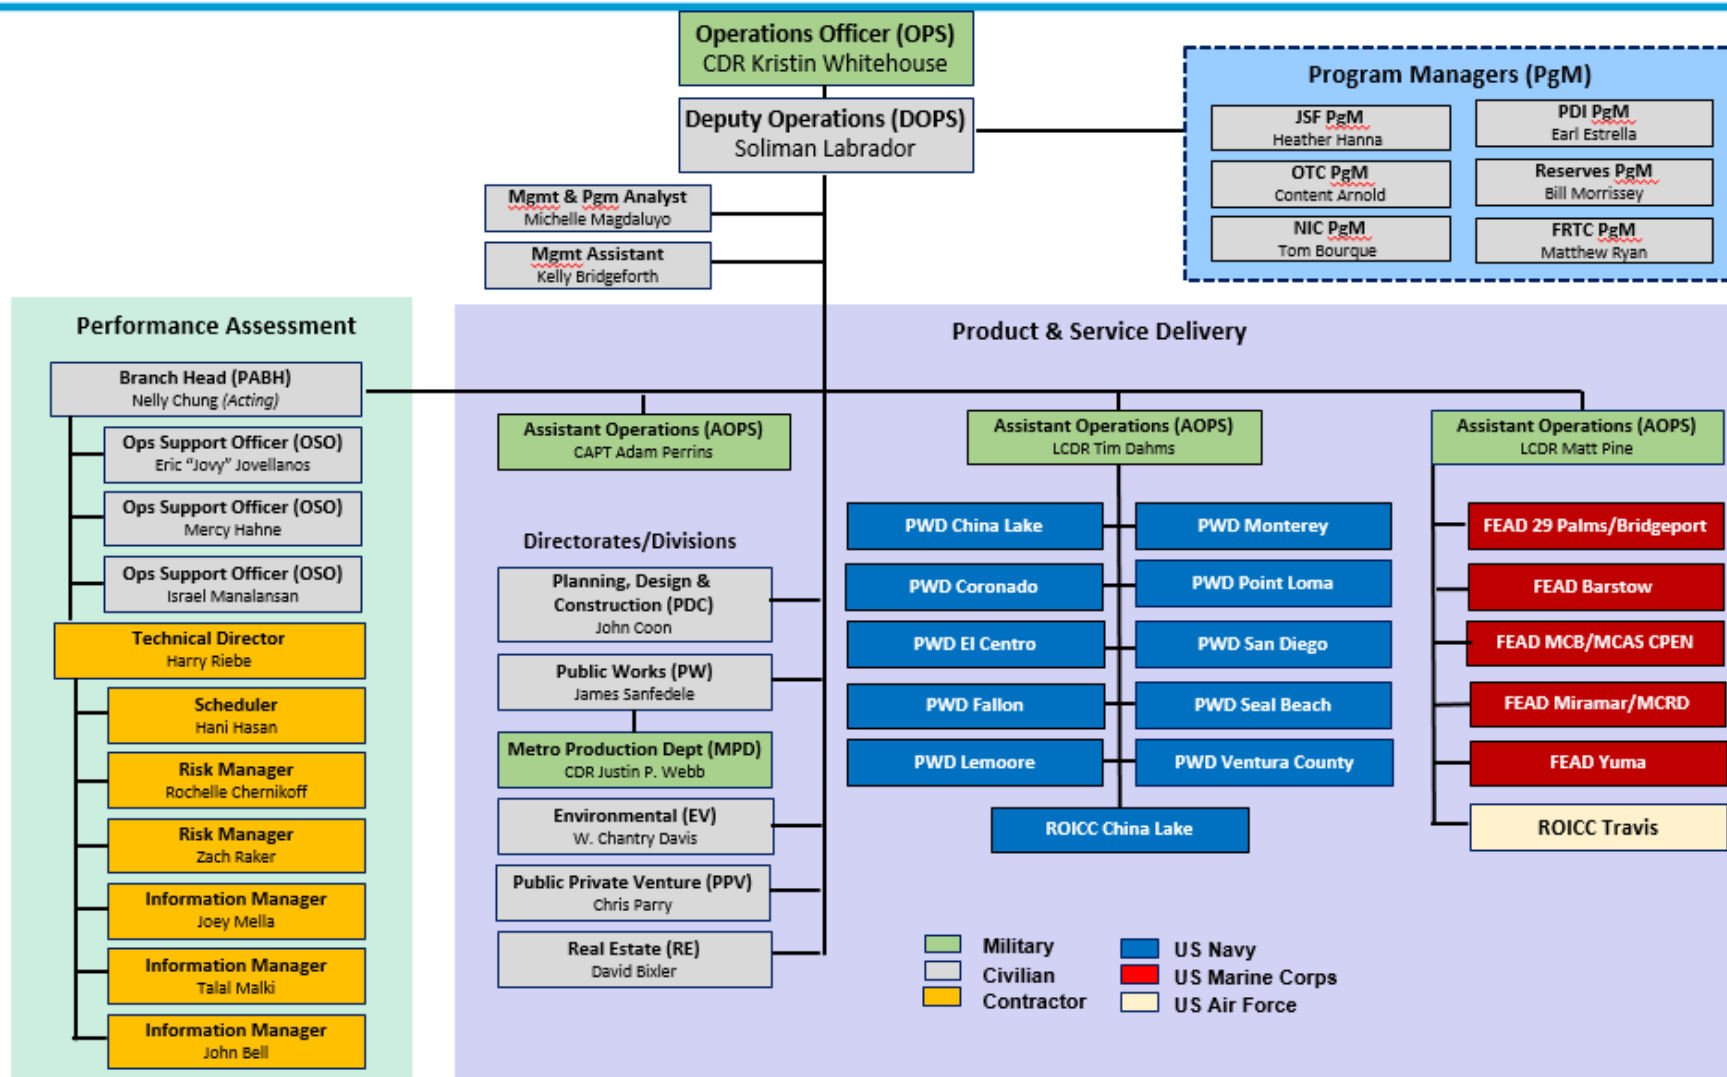 Operations Officer (OPS)
CDR Kristin Whitehouse
Deputy Operations (DOPS)
Soliman Labrador
Program Managers (PgM)
JSF PgM
Heather Hanna
PDI PgM
Earl Estrella
OTC PgM
Content Arnold
Reserves PgM
Bill Morrissey
NIC PgM
Tom Bourque
FRTC PgM
Matthew Ryan
Mgmt & Pgm Analyst
Michelle Magdaluyo
Mgmt Assistant
Kelly Bridgeforth
Performance Assessment
Branch Head (PABH)
Nelly Chung (Acting)
Ops Support Officer (OSO)
Eric “Jovy” Jovellanos
Ops Support Officer (OSO)
Mercy Hahne
Ops Support Officer (OSO)
Israel Manalansan
Technical Director
Harry Riebe
Scheduler
Hani Hasan
Risk Manager
Rochelle Chernikoff
Risk Manager
Zach Raker
Information Manager
Joey Mella
Information Manager
Talal Malki
Information Manager
John Bell
Product & Service Delivery
Assistant Operations (AOPS)
CAPT Adam Perrins
Directorates/Divisions
Planning, Design &
Construction (PDC)
John Coon
Public Works (PW)
James Sanfedele
Metro Production Dept (MPD)
CDR Justin P. Webb
Environmental (EV)
W. Chantry Davis
Public Private Venture (PPV)
Chris Parry
Real Estate (RE)
David Bixler
Assistant Operations (AOPS)
LCDR Tim Dahms
PWD China Lake
PWD Monterey
PWD Coronado
PWD Point Loma
PWD El Centro
PWD San Diego
PWD Fallon
PWD Seal Beach
PWD Lemoore
PWD Ventura County
ROICC China Lake
Assistant Operations (AOPS)
LCDR Matt Pine
FEAD 29 Palms/Bridgeport
FEAD Barstow
FEAD MCB/MCAS CPEN
FEAD Miramar/MCRD
FEAD Yuma
ROICC Travis
Military
Civilian
Contractor
US Navy
US Marine Corps
US Air Force